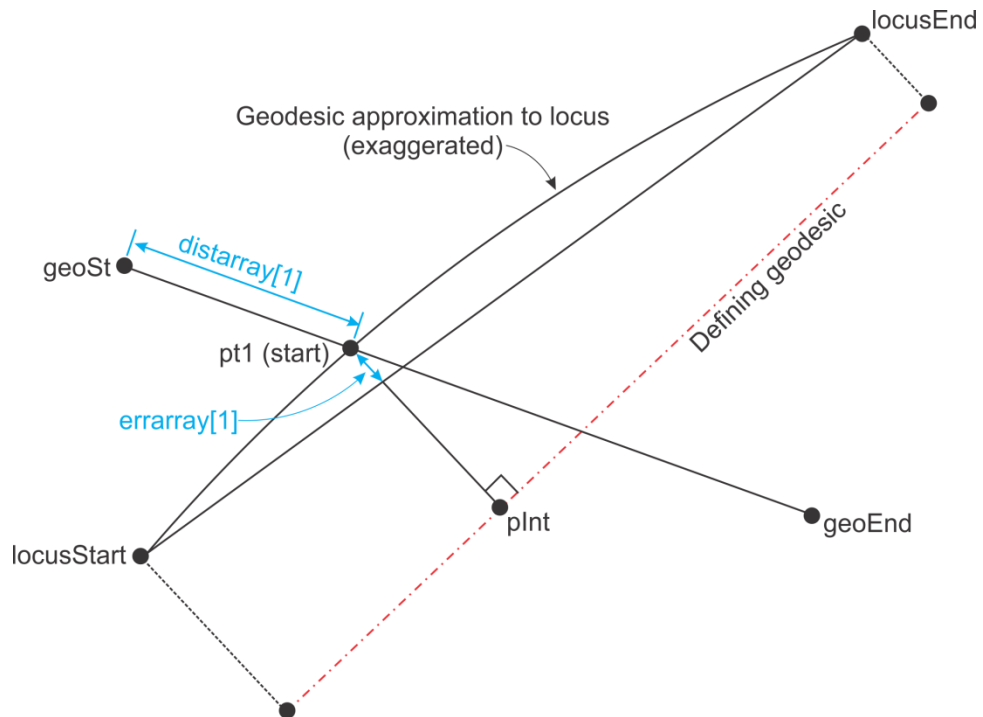 locusEnd
Geodesic approximation to locus
(exaggerated)
distarray[1]
geoSt
Defining geodesic
pt1 (start)
errarray[1]
pInt
geoEnd
locusStart